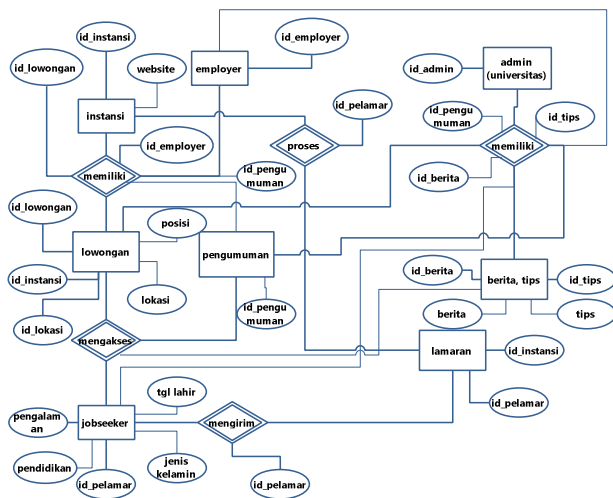 id_instansi
id_employer
id_lowongan
website
employer
id_admin
admin
(universitas)
instansi
id_pelamar
id_pengu
muman
id_tips
id_employer
proses
memiliki
memiliki
id_pengu
muman
id_berita
id_lowongan
posisi
lowongan
pengumuman
id_instansi
lokasi
id_berita
berita, tips
id_tips
id_lokasi
id_pengu
muman
berita
tips
mengakses
lamaran
id_instansi
tgl lahir
pengalam
an
jobseeker
mengirim
id_pelamar
pendidikan
jenis
kelamin
id_pelamar
id_pelamar